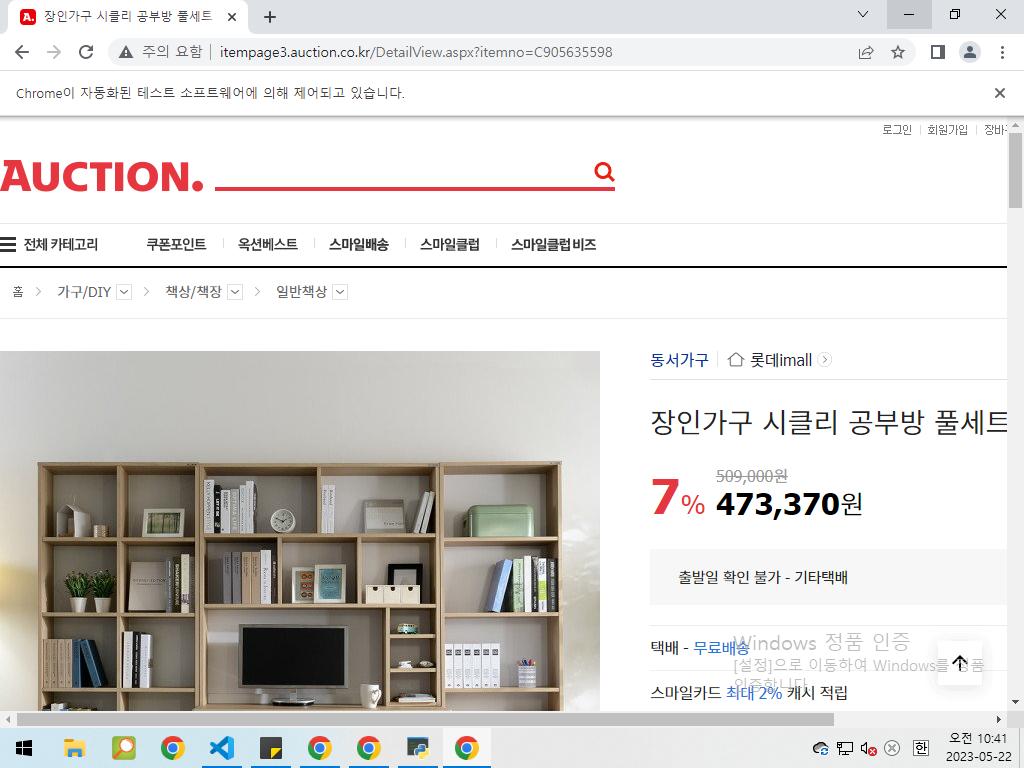 장인가구 시클리 공부방 풀세트
주의 요함
itempage3.auction.co.kr/DetailView.aspx?itemno=C905635598
Chrome이 자동화된 테스트 소프트웨어에 의해 제어되고 있습니다.
로그인 회원가입 장바
AUCTION.
전체 카테고리 쿠폰포인트 옥션베스트 스마일배송 스마일클럽 스마일클럽 비즈
홈 가구/DIY 책상/책장 일반책상
동서가구 롯데imall
장인가구 시클리 공부방 풀세트
509,000원
7% 473,370원
출발일 확인 불가 - 기타택배
택배 - 무료배송
Windows 정품 인증
[설정]으로 이동하여 Windows를 정품
인증합니다.
스마일카드 최대 2% 캐시 적립
한
오전 10:41
2023-05-22